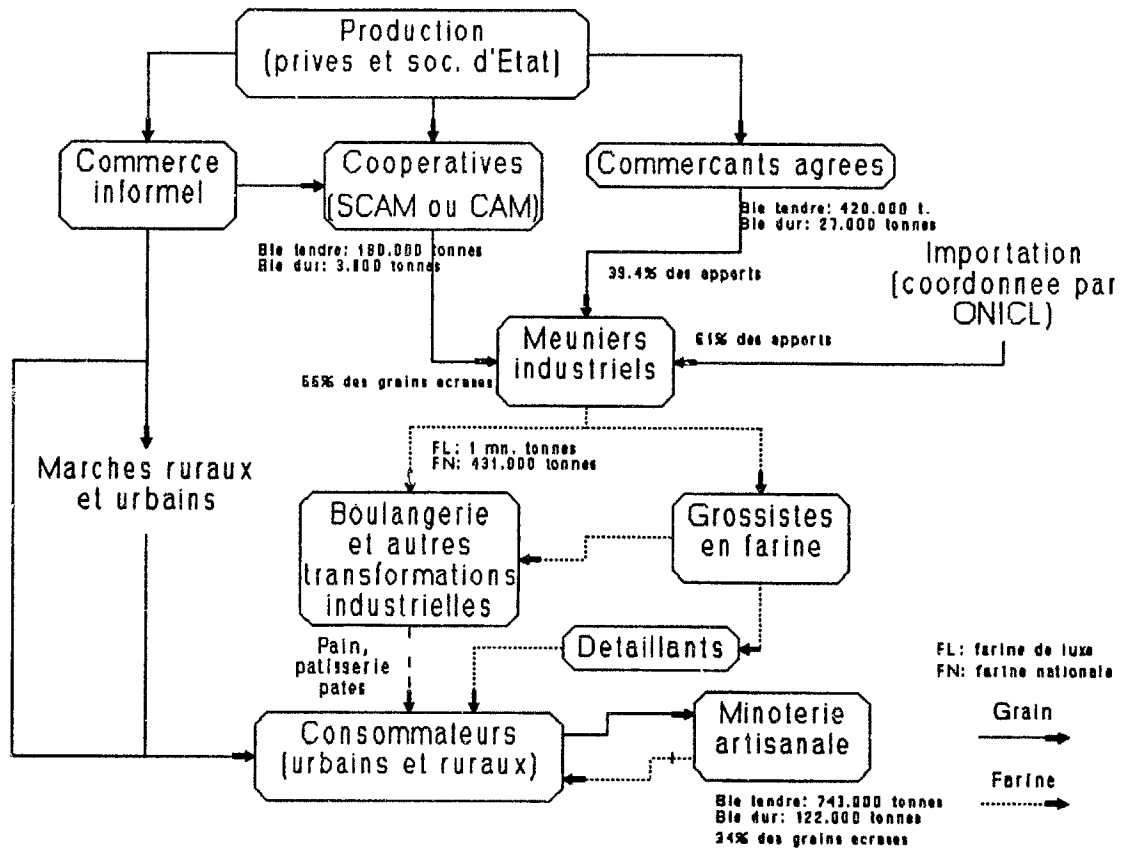 Production
(prives et soc. d'Etat)
Commerce
informel
Cooperatives
(SCAM ou CAM)
Commercants agrees
Ble tendre: 420.000 t.
Ble dur: 27.000 tonnes
Ble tendre: 180.000 tonnes
Ble dur: 3.800 tonnes
39.4% des apports
Importation
(coordonnee par
ONICL)
Meuniers
industriels
61% des apports
66% des grains ecrases
FL: 1 mn. tonnes
FN: 431.000 tonnes
Marches ruraux
et urbains
Boulangerie
et autres
transformations
industrielles
Grossistes
en farine
Pain,
patisserie
pates
Detaillants
FL: farine de luxe
FN: farine nationale
Consommateurs
(urbains et ruraux)
Minoterie
artisanale
Grain
Farine
Ble tendre: 743.000 tonnes
Ble dur: 122.000 tonnes
34% des grains ecrases